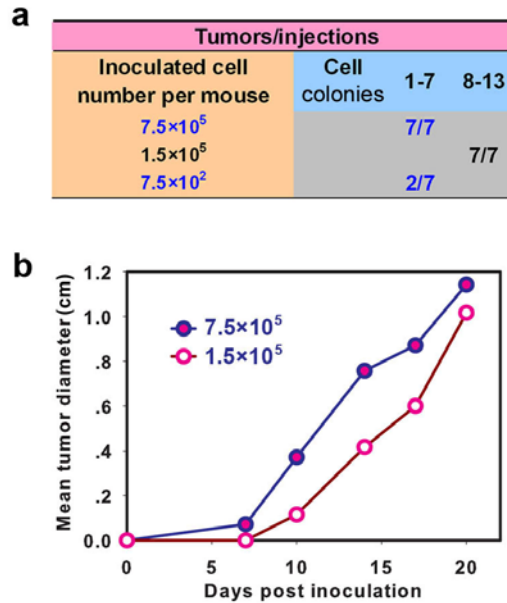 a
Tumors/injections
Inoculated cell number per mouse Cell colonies 1-7 8-13
7.5×10⁵ 7/7
1.5×10⁵ 7/7
7.5×10² 2/7
b
1.2
1.0
.8
.6
.4
.2
0.0
Mean tumor diameter (cm)
7.5×10⁵
1.5×10⁵
0 5 10 15 20
Days post inoculation